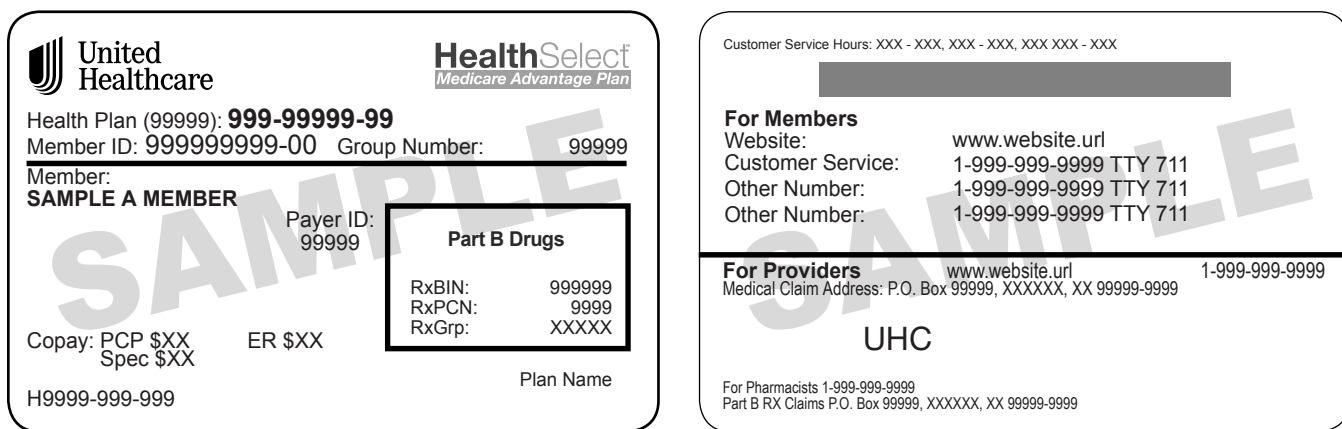 United
Healthcare
HealthSelect
Medicare Advantage Plan
Health Plan (99999): 999-99999-99
Member ID: 999999999-00 Group Number: 99999
Member:
SAMPLE A MEMBER
Payer ID:
99999
Part B Drugs
RxBIN: 999999
RxPCN: 9999
RxGrp: XXXXX
Copay: PCP $XX ER $XX
Spec $XX
Plan Name
H9999-999-999
SAMPLE
Customer Service Hours: XXX - XXX, XXX - XXX, XXX XXX - XXX
For Members
Website: www.website.url
Customer Service: 1-999-999-9999 TTY 711
Other Number: 1-999-999-9999 TTY 711
Other Number: 1-999-999-9999 TTY 711
For Providers www.website.url 1-999-999-9999
Medical Claim Address: P.O. Box 99999, XXXXXX, XX 99999-9999
UHC
For Pharmacists 1-999-999-9999
Part B RX Claims P.O. Box 99999, XXXXXX, XX 99999-9999
SAMPLE